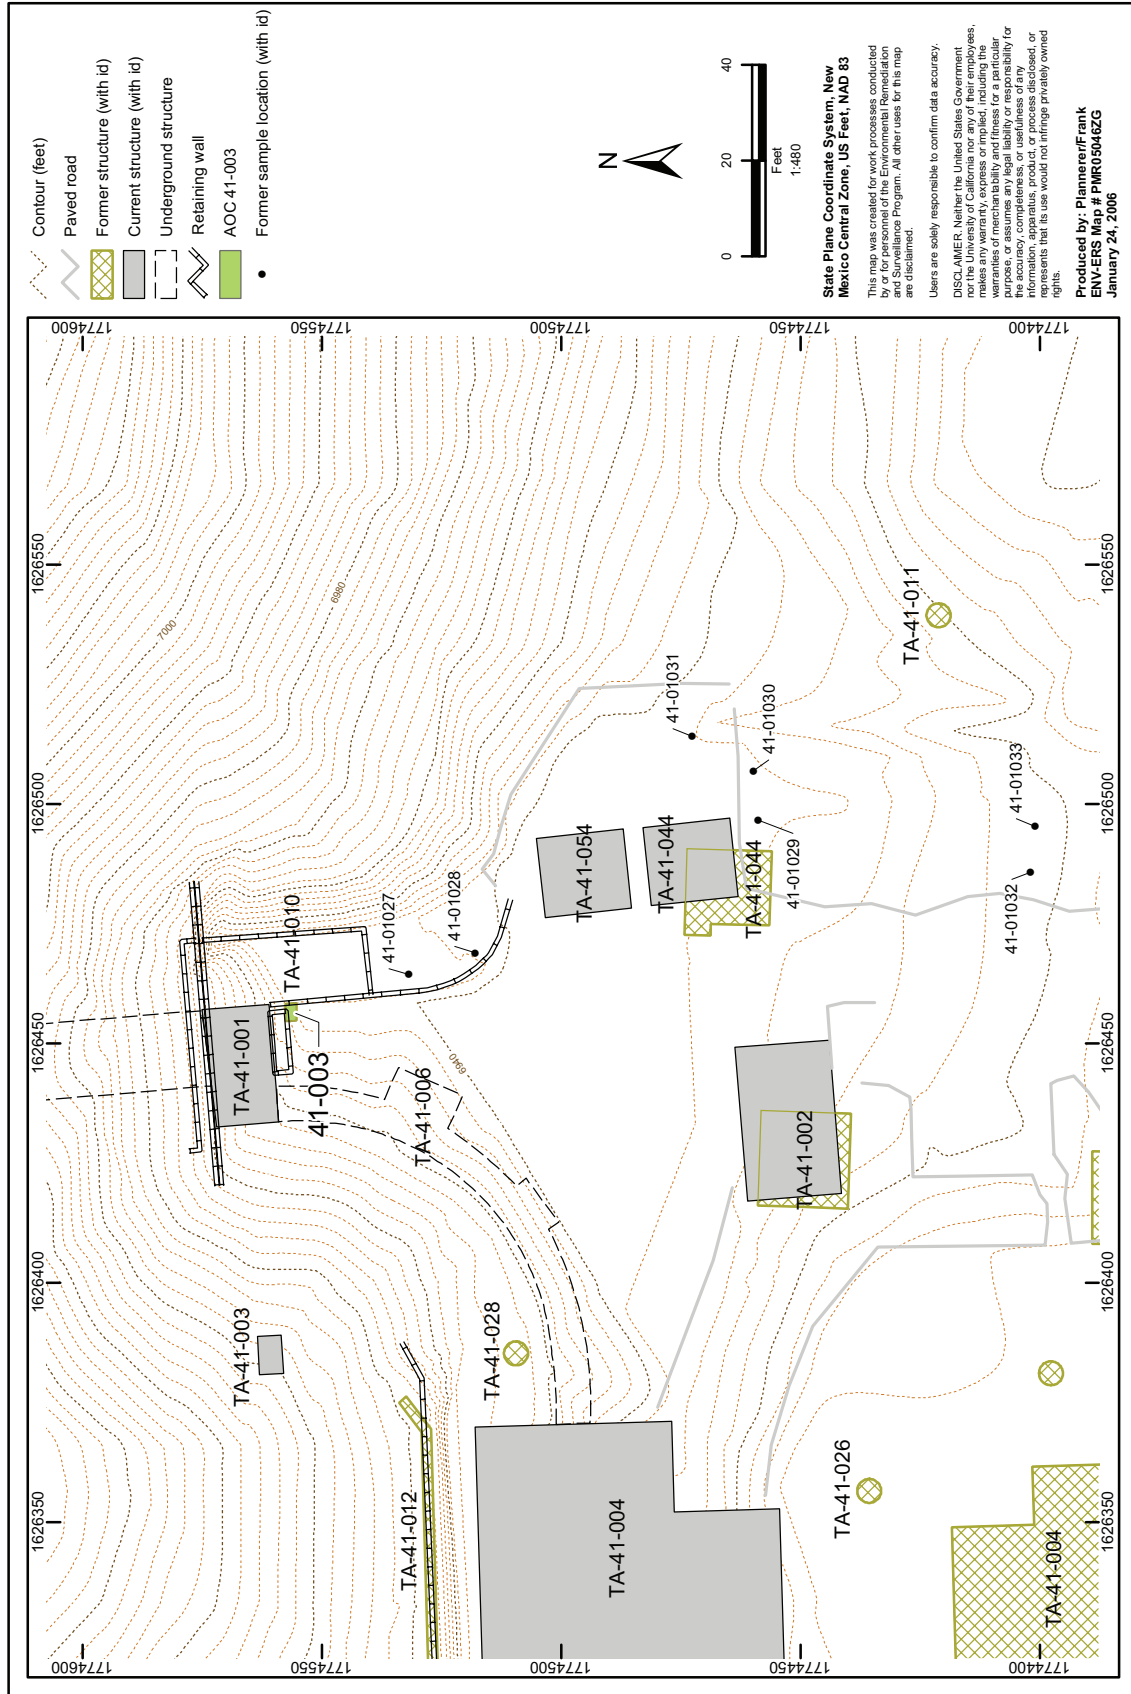 1626350
1626400
1626450
1626500
1626550
1774600
1774600
1774550
1774550
1774500
1774500
1774450
1774450
1774400
1774400
1626350
1626400
1626450
1626500
1626550
7000
6980
6940
TA-41-003
TA-41-012
TA-41-028
TA-41-004
TA-41-026
TA-41-004
TA-41-001
41-003
TA-41-010
TA-41-006
41-01027
41-01028
TA-41-054
TA-41-044
TA-41-044
TA-41-002
41-01029
41-01030
41-01031
41-01032
41-01033
TA-41-011
Contour (feet)
Paved road
Former structure (with id)
Current structure (with id)
Underground structure
Retaining wall
AOC 41-003
Former sample location (with id)
N
0 20 40
Feet
1:480
State Plane Coordinate System, New
Mexico Central Zone, US Feet, NAD 83
This map was created for work processes conducted
by or for personnel of the Environmental Remediation
and Surveillance Program. All other uses for this map
are disclaimed.
Users are solely responsible to confirm data accuracy.
DISCLAIMER: Neither the United States Government
nor the University of California nor any of their employees,
makes any warranty, express or implied, including the
warranties of merchantability and fitness for a particular
purpose, or assumes any legal liability or responsibility for
the accuracy, completeness, or usefulness of any
information, apparatus, product, or process disclosed, or
represents that its use would not infringe privately owned
rights.
Produced by: Plannerer/Frank
ENV-ERS Map # PMR05046ZG
January 24, 2006